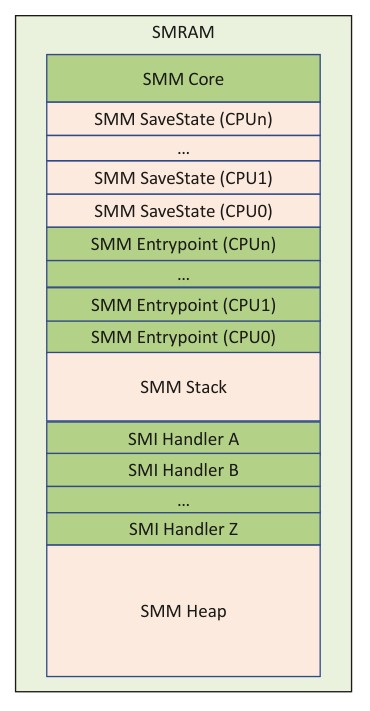 SMRAM
SMM Core
SMM SaveState (CPUn)
...
SMM SaveState (CPU1)
SMM SaveState (CPU0)
SMM Entrypoint (CPUn)
...
SMM Entrypoint (CPU1)
SMM Entrypoint (CPU0)
SMM Stack
SMI Handler A
SMI Handler B
...
SMI Handler Z
SMM Heap